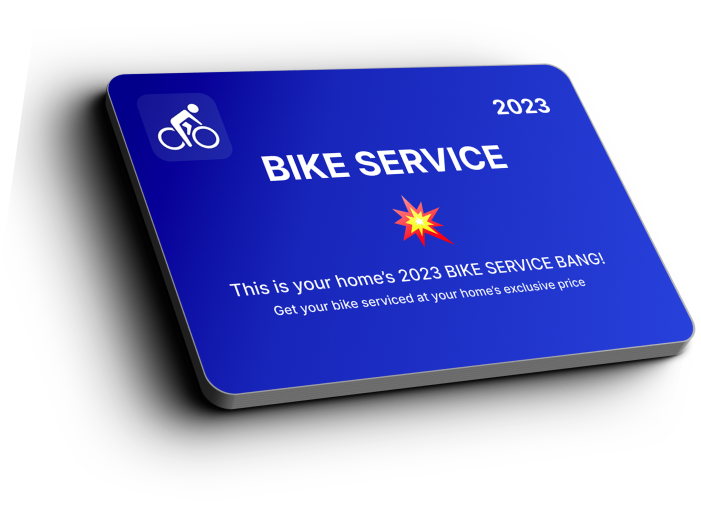 2023
BIKE SERVICE
This is your home's 2023 BIKE SERVICE BANG!
Get your bike serviced at your home's exclusive price